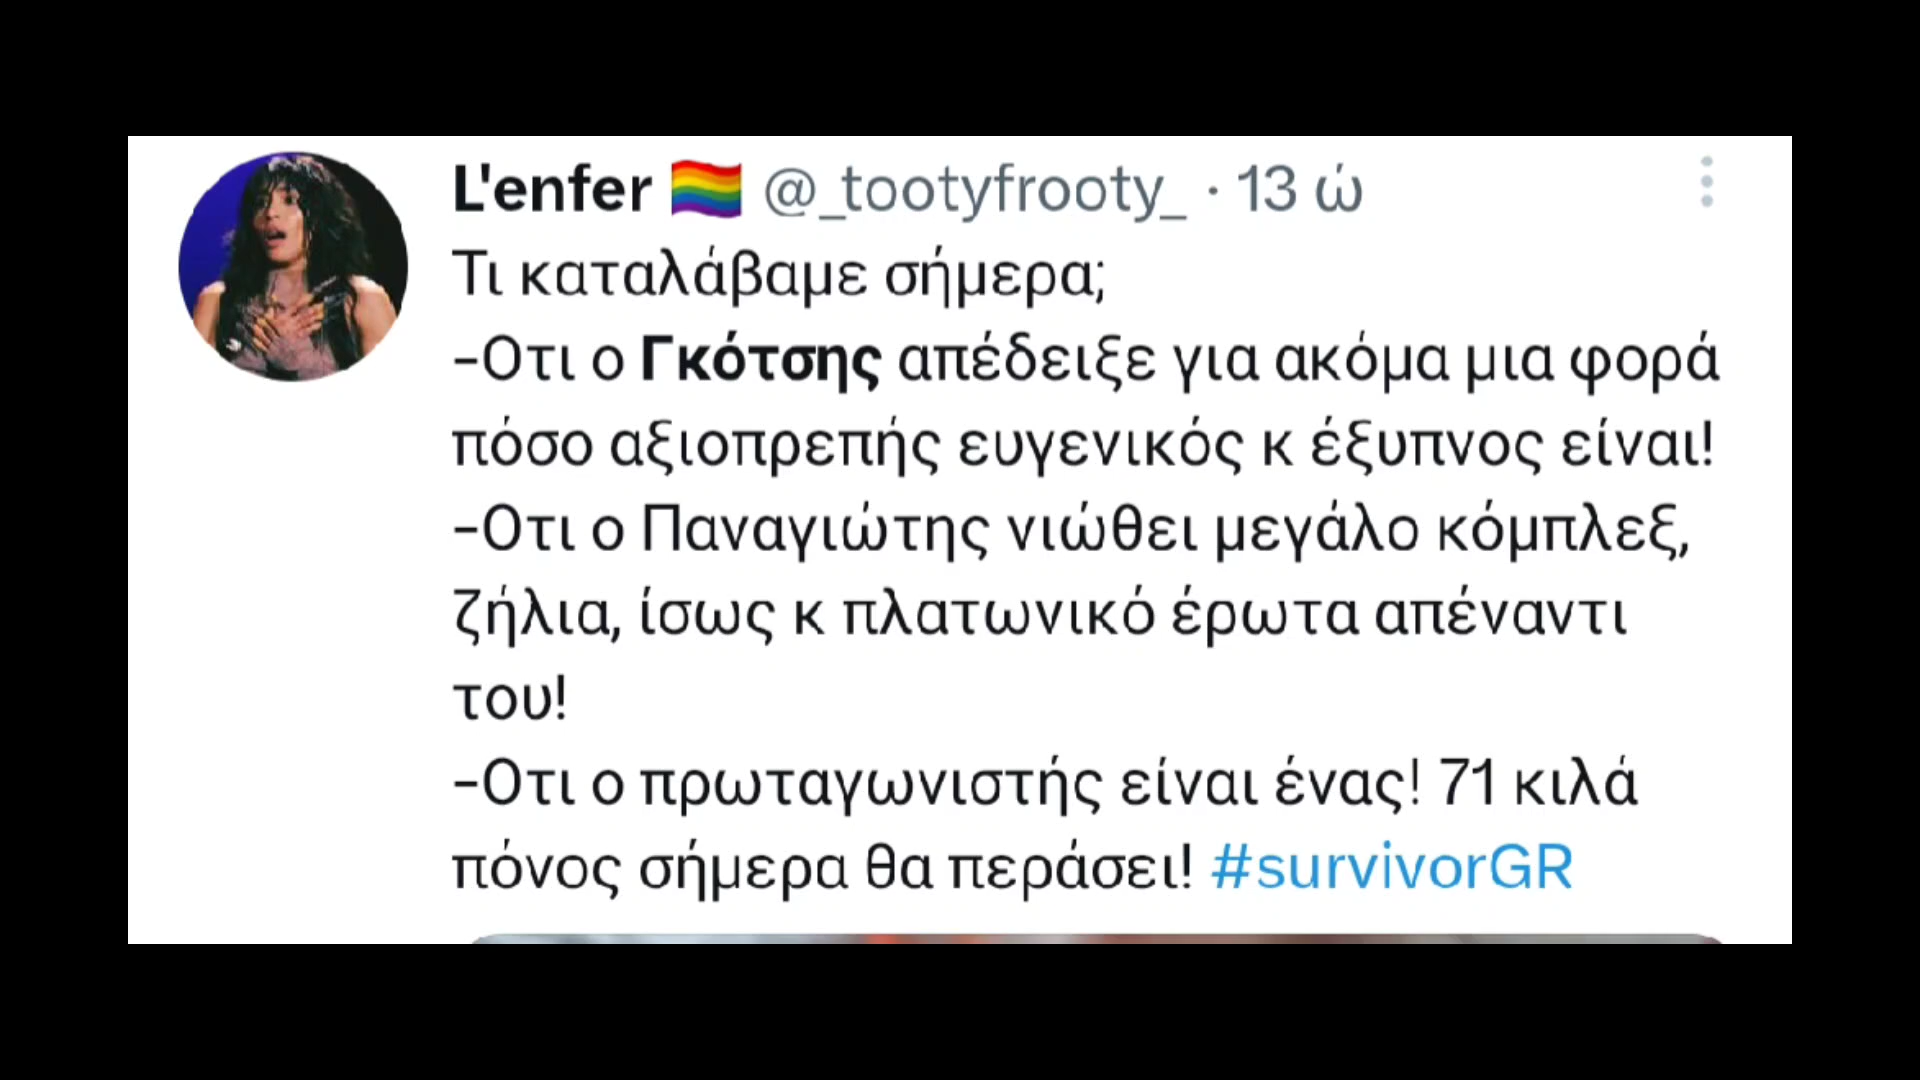 L'enfer 🏳️‍🌈 @_tootyfrooty_ · 13 ώ
Τι καταλάβαμε σήμερα;
-Οτι ο Γκότσης απέδειξε για ακόμα μια φορά
πόσο αξιοπρεπής ευγενικός κ έξυπνος είναι!
-Οτι ο Παναγιώτης νιώθει μεγάλο κόμπλεξ,
ζήλια, ίσως κ πλατωνικό έρωτα απέναντι
του!
-Οτι ο πρωταγωνιστής είναι ένας! 71 κιλά
πόνος σήμερα θα περάσει! #survivorGR